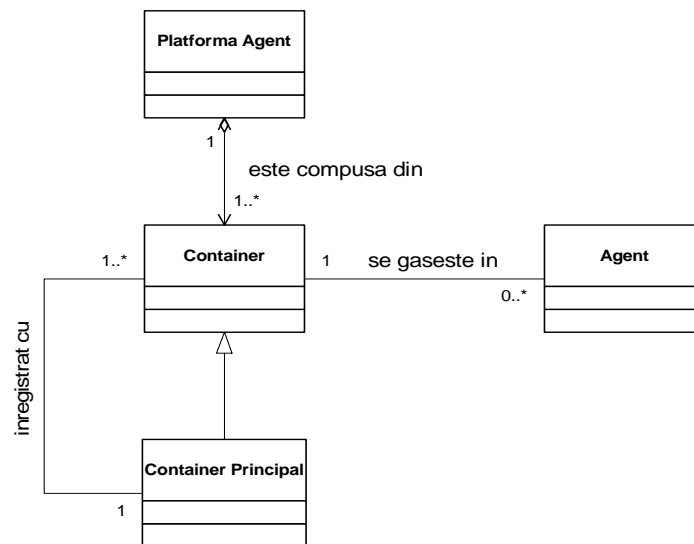 Platforma Agent
1
este compusa din
1..*
Container
1..*
1
se gaseste in
0..*
Agent
inregistrat cu
Container Principal
1